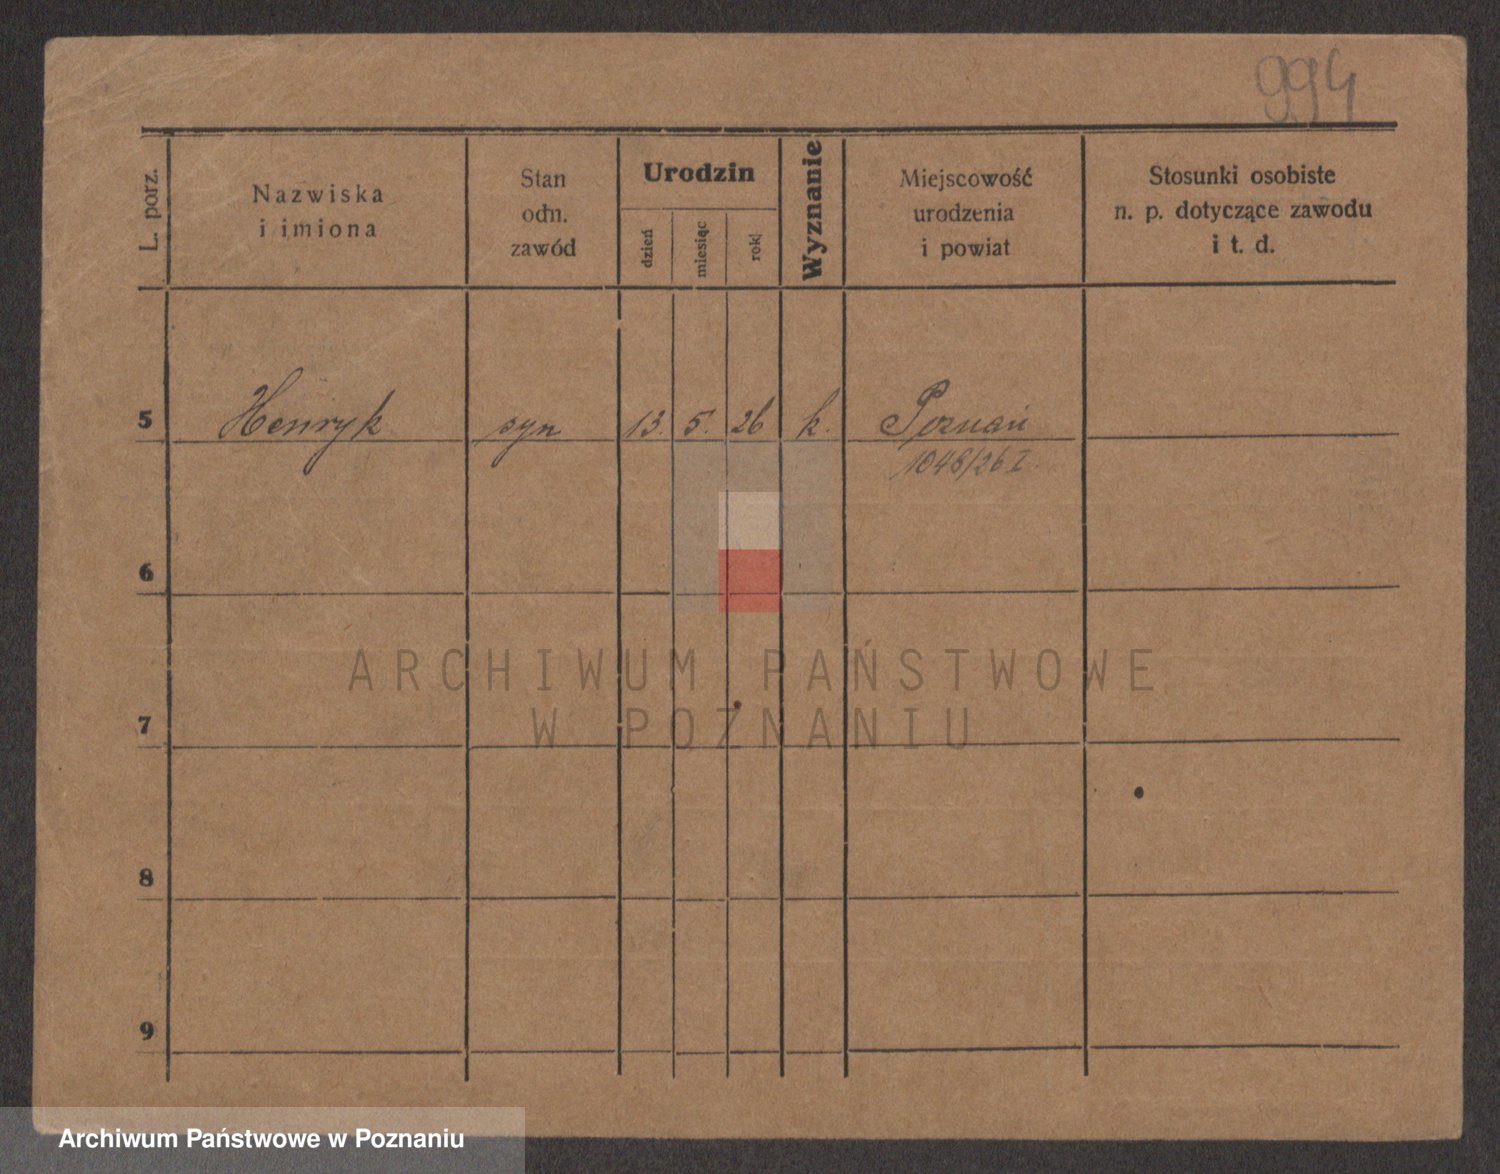 994
L. porz.
Nazwiska
i imiona
Stan
odn.
zawód
Urodzin
dzień
miesiąc
rok
Wyznanie
Miejscowość
urodzenia
i powiat
Stosunki osobiste
n. p. dotyczące zawodu
i t. d.
5 Henryk syn 13. 5. 26 k. Poznań
1046/26 I.
6
7
8
9
ARCHIWUM PAŃSTWOWE
W POZNANIU
Archiwum Państwowe w Poznaniu